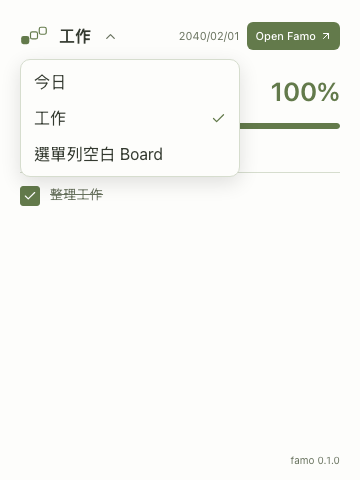 工作
2040/02/01
Open Famo
今日
100%
工作
選單列空白 Board
整理工作
famo 0.1.0